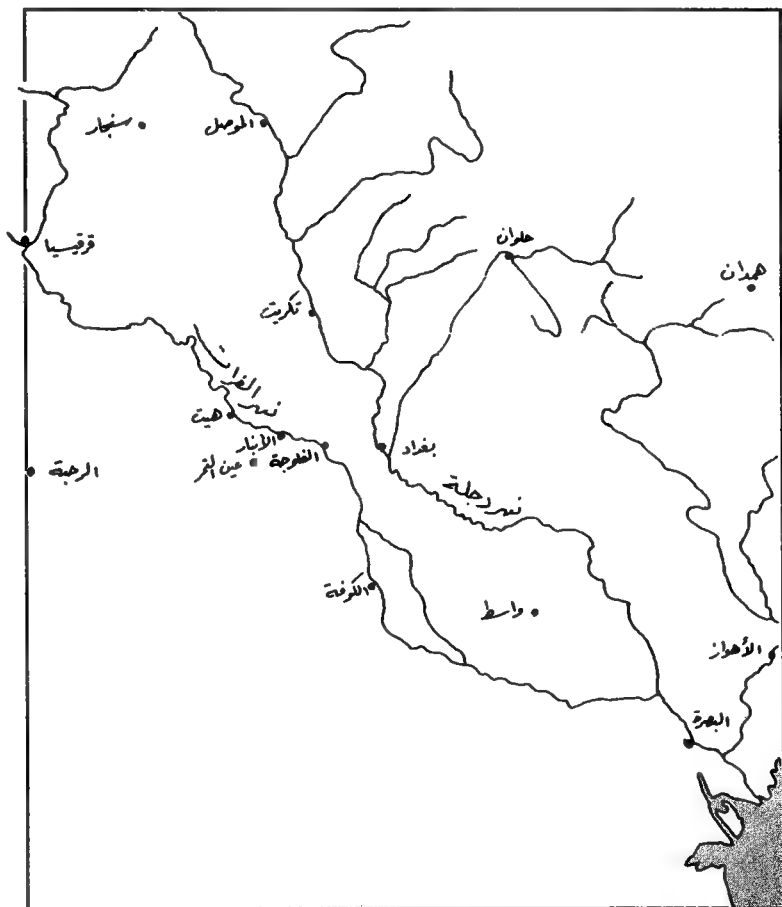 سنجار
الموصل
قرقيسيا
حلوان
همدان
تكريت
نهر الفرات
هيت
الأنبار
عين التمر
الفلوجة
بغداد
الرحبة
نهر دجلة
الكوفة
واسط
الأهواز
البصرة